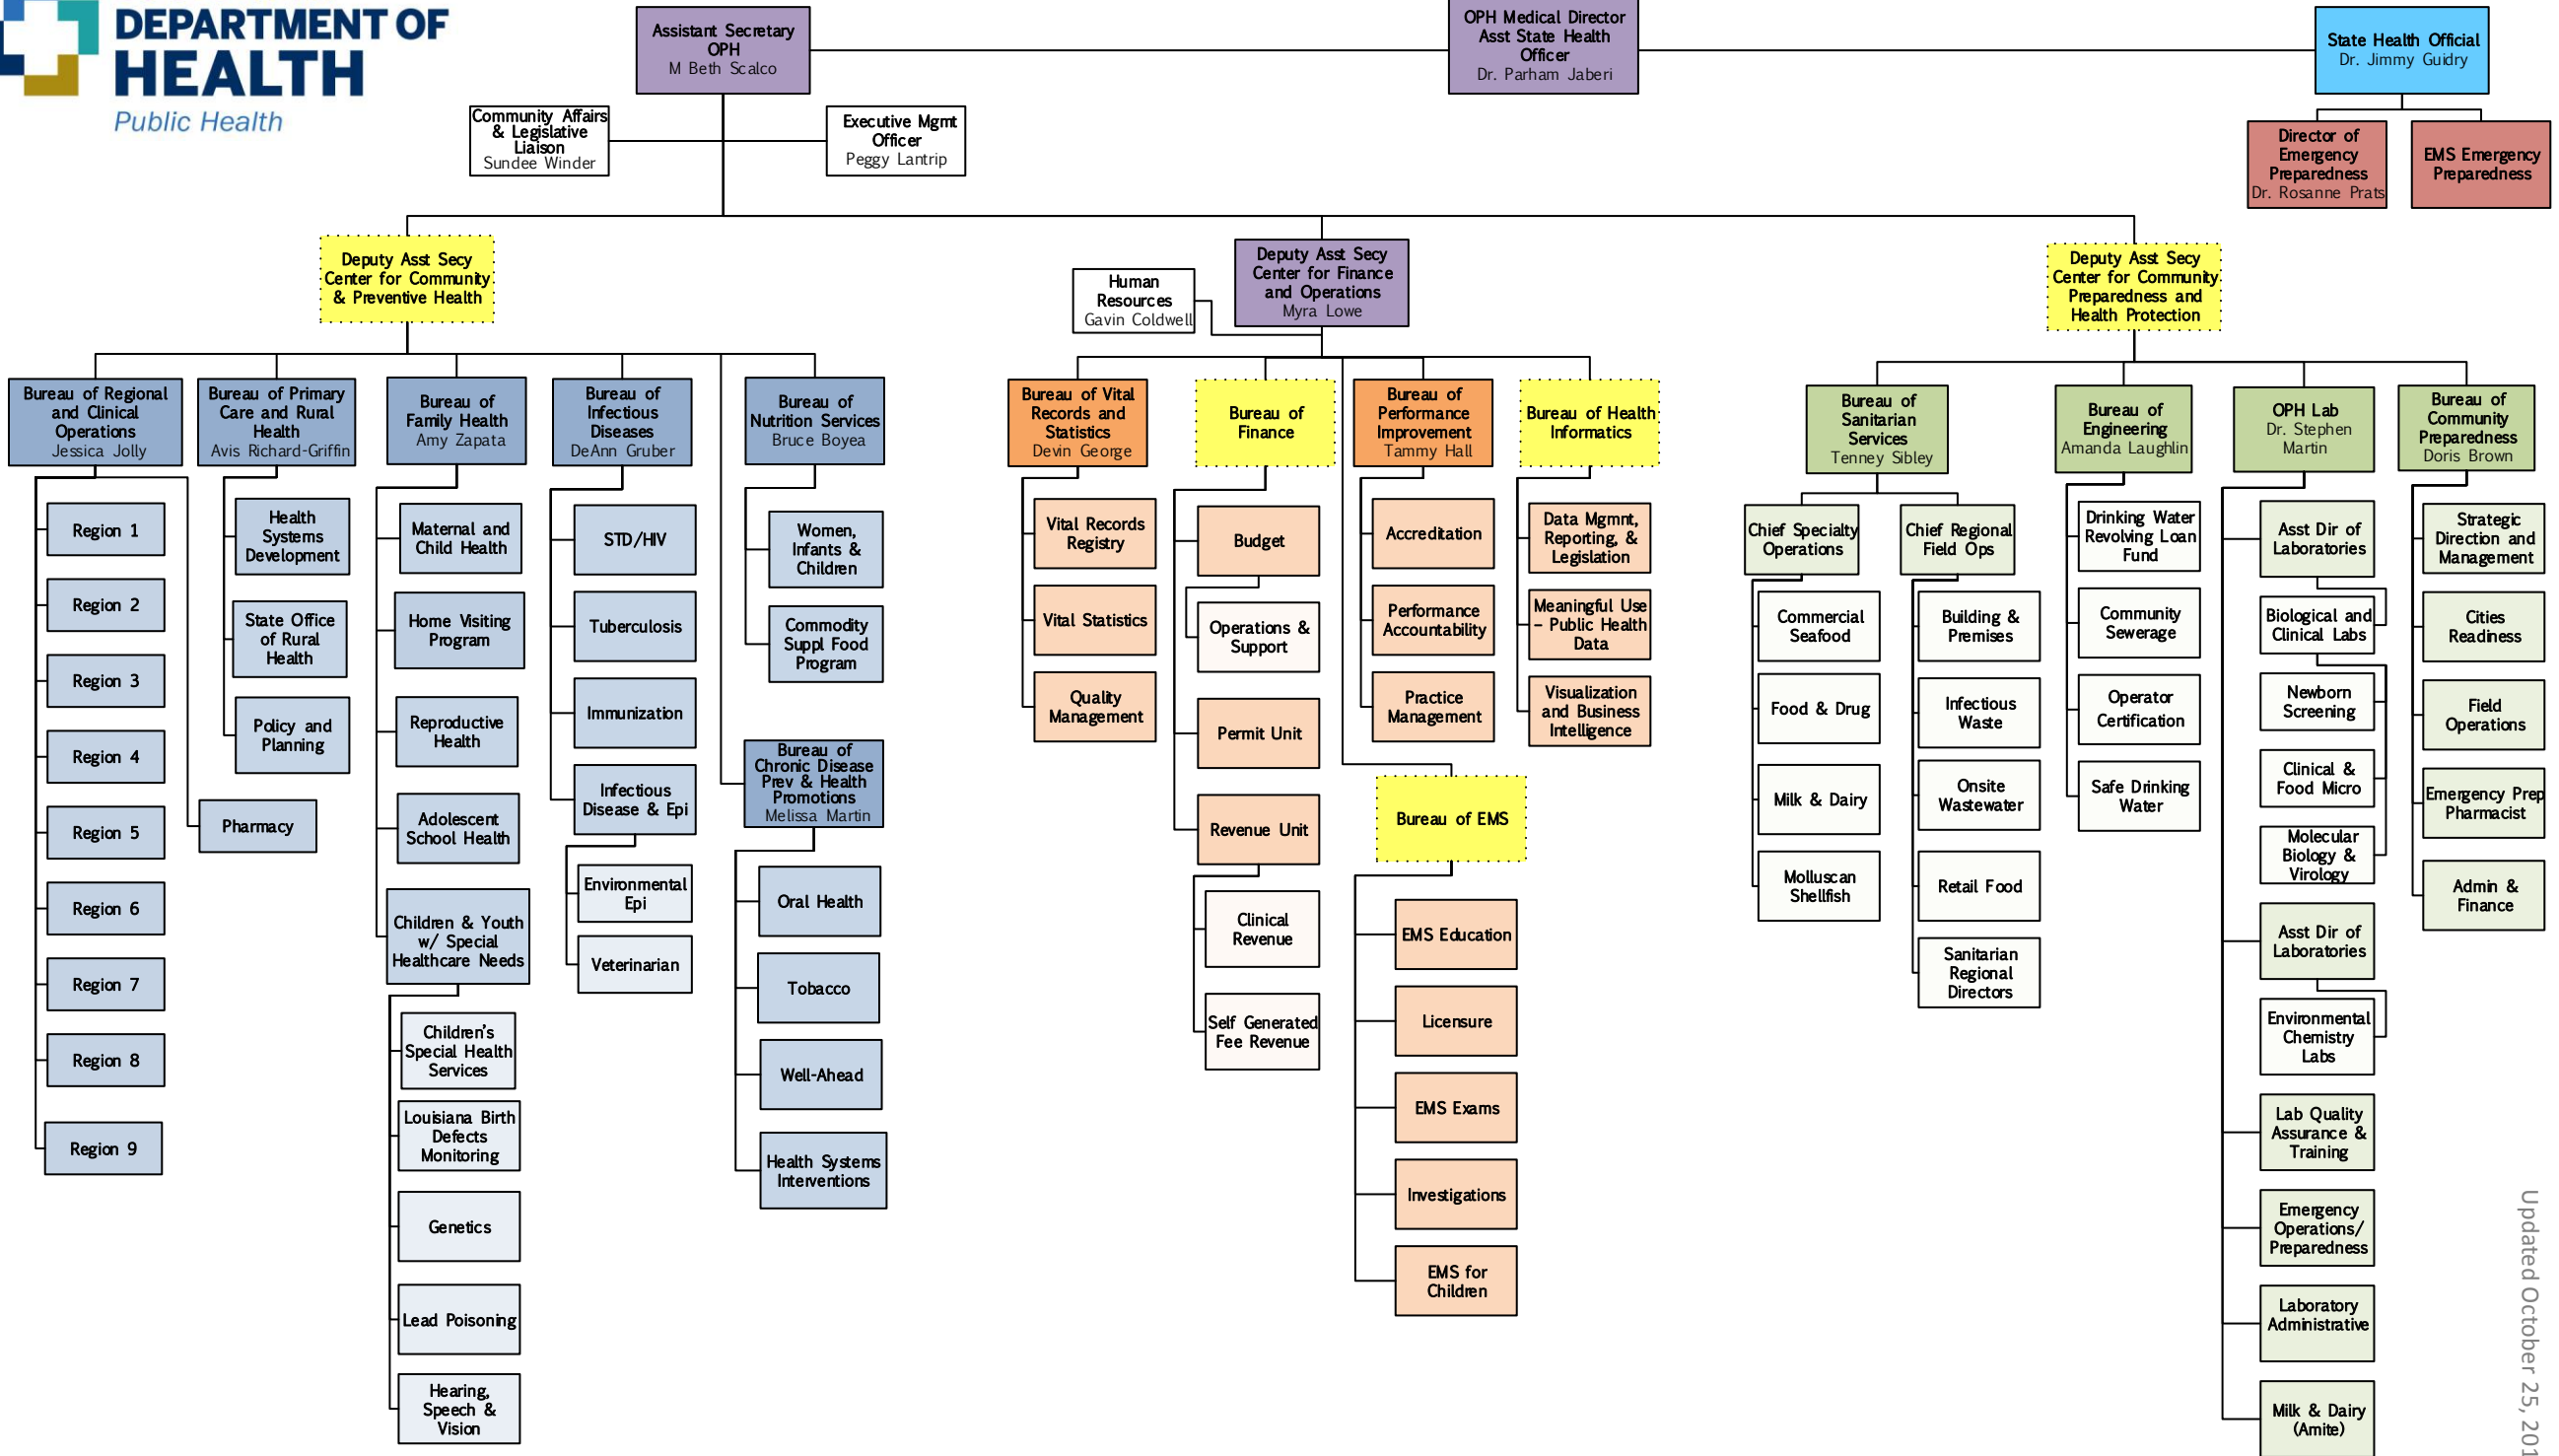 DEPARTMENT OF
HEALTH
Public Health
Assistant Secretary
OPH
M Beth Scalco
OPH Medical Director
Asst State Health
Officer
Dr. Parham Jaberi
State Health Official
Dr. Jimmy Guidry
Community Affairs
& Legislative
Liaison
Sundee Winder
Executive Mgmt
Officer
Peggy Lantrip
Director of
Emergency
Preparedness
Dr. Rosanne Prats
EMS Emergency
Preparedness
Deputy Asst Secy
Center for Community
& Preventive Health
Human
Resources
Gavin Coldwell
Deputy Asst Secy
Center for Finance
and Operations
Myra Lowe
Deputy Asst Secy
Center for Community
Preparedness and
Health Protection
Bureau of Regional
and Clinical
Operations
Jessica Jolly
Region 1
Region 2
Region 3
Region 4
Region 5
Region 6
Region 7
Region 8
Region 9
Pharmacy
Bureau of Primary
Care and Rural
Health
Avis Richard-Griffin
Health
Systems
Development
State Office
of Rural
Health
Policy and
Planning
Bureau of
Family Health
Amy Zapata
Maternal and
Child Health
Home Visiting
Program
Reproductive
Health
Adolescent
School Health
Children & Youth
w/ Special
Healthcare Needs
Children's
Special Health
Services
Louisiana Birth
Defects
Monitoring
Genetics
Lead Poisoning
Hearing,
Speech &
Vision
Bureau of
Infectious
Diseases
DeAnn Gruber
STD/HIV
Tuberculosis
Immunization
Infectious
Disease & Epi
Environmental
Epi
Veterinarian
Bureau of
Nutrition Services
Bruce Boyea
Women,
Infants &
Children
Commodity
Suppl Food
Program
Bureau of
Chronic Disease
Prev & Health
Promotions
Melissa Martin
Oral Health
Tobacco
Well-Ahead
Health Systems
Interventions
Bureau of Vital
Records and
Statistics
Devin George
Vital Records
Registry
Vital Statistics
Quality
Management
Bureau of
Finance
Budget
Operations &
Support
Permit Unit
Revenue Unit
Clinical
Revenue
Self Generated
Fee Revenue
Bureau of
Performance
Improvement
Tammy Hall
Accreditation
Performance
Accountability
Practice
Management
Bureau of Health
Informatics
Data Mgmnt,
Reporting, &
Legislation
Meaningful Use
– Public Health
Data
Visualization
and Business
Intelligence
Bureau of EMS
EMS Education
Licensure
EMS Exams
Investigations
EMS for
Children
Bureau of
Sanitarian
Services
Tenney Sibley
Chief Specialty
Operations
Commercial
Seafood
Food & Drug
Milk & Dairy
Molluscan
Shellfish
Chief Regional
Field Ops
Building &
Premises
Infectious
Waste
Onsite
Wastewater
Retail Food
Sanitarian
Regional
Directors
Bureau of
Engineering
Amanda Laughlin
Drinking Water
Revolving Loan
Fund
Community
Sewerage
Operator
Certification
Safe Drinking
Water
OPH Lab
Dr. Stephen
Martin
Asst Dir of
Laboratories
Biological and
Clinical Labs
Newborn
Screening
Clinical &
Food Micro
Molecular
Biology &
Virology
Asst Dir of
Laboratories
Environmental
Chemistry
Labs
Lab Quality
Assurance &
Training
Emergency
Operations/
Preparedness
Laboratory
Administrative
Milk & Dairy
(Amite)
Bureau of
Community
Preparedness
Doris Brown
Strategic
Direction and
Management
Cities
Readiness
Field
Operations
Emergency Prep
Pharmacist
Admin &
Finance
Updated October 25, 201